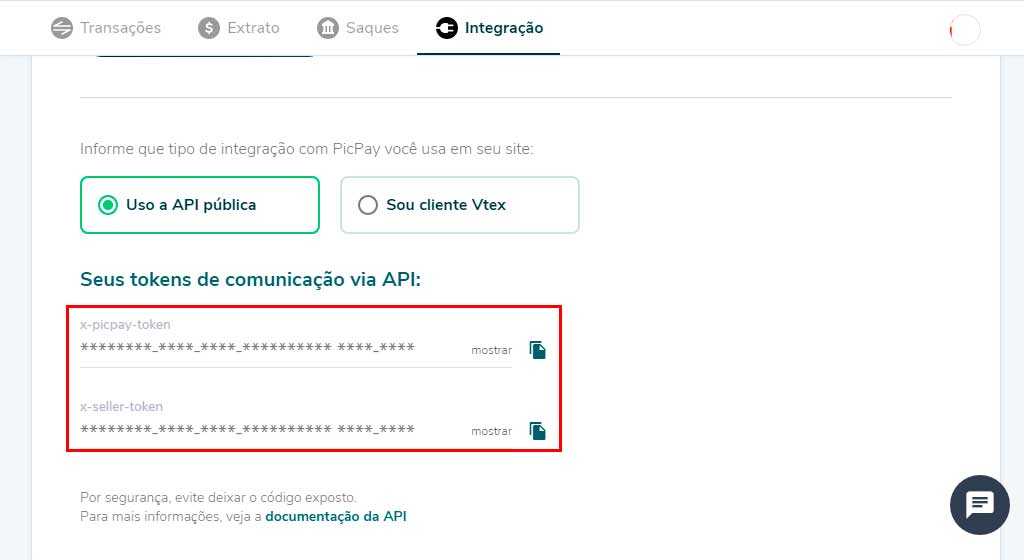 Transações
Extrato
Saques
Integração
Informe que tipo de integração com PicPay você usa em seu site:
Uso a API pública
Sou cliente Vtex
Seus tokens de comunicação via API:
x-picpay-token
********_****_****_********** ****_****
mostrar
x-seller-token
********_****_****_********** ****_****
mostrar
Por segurança, evite deixar o código exposto.
Para mais informações, veja a documentação da API